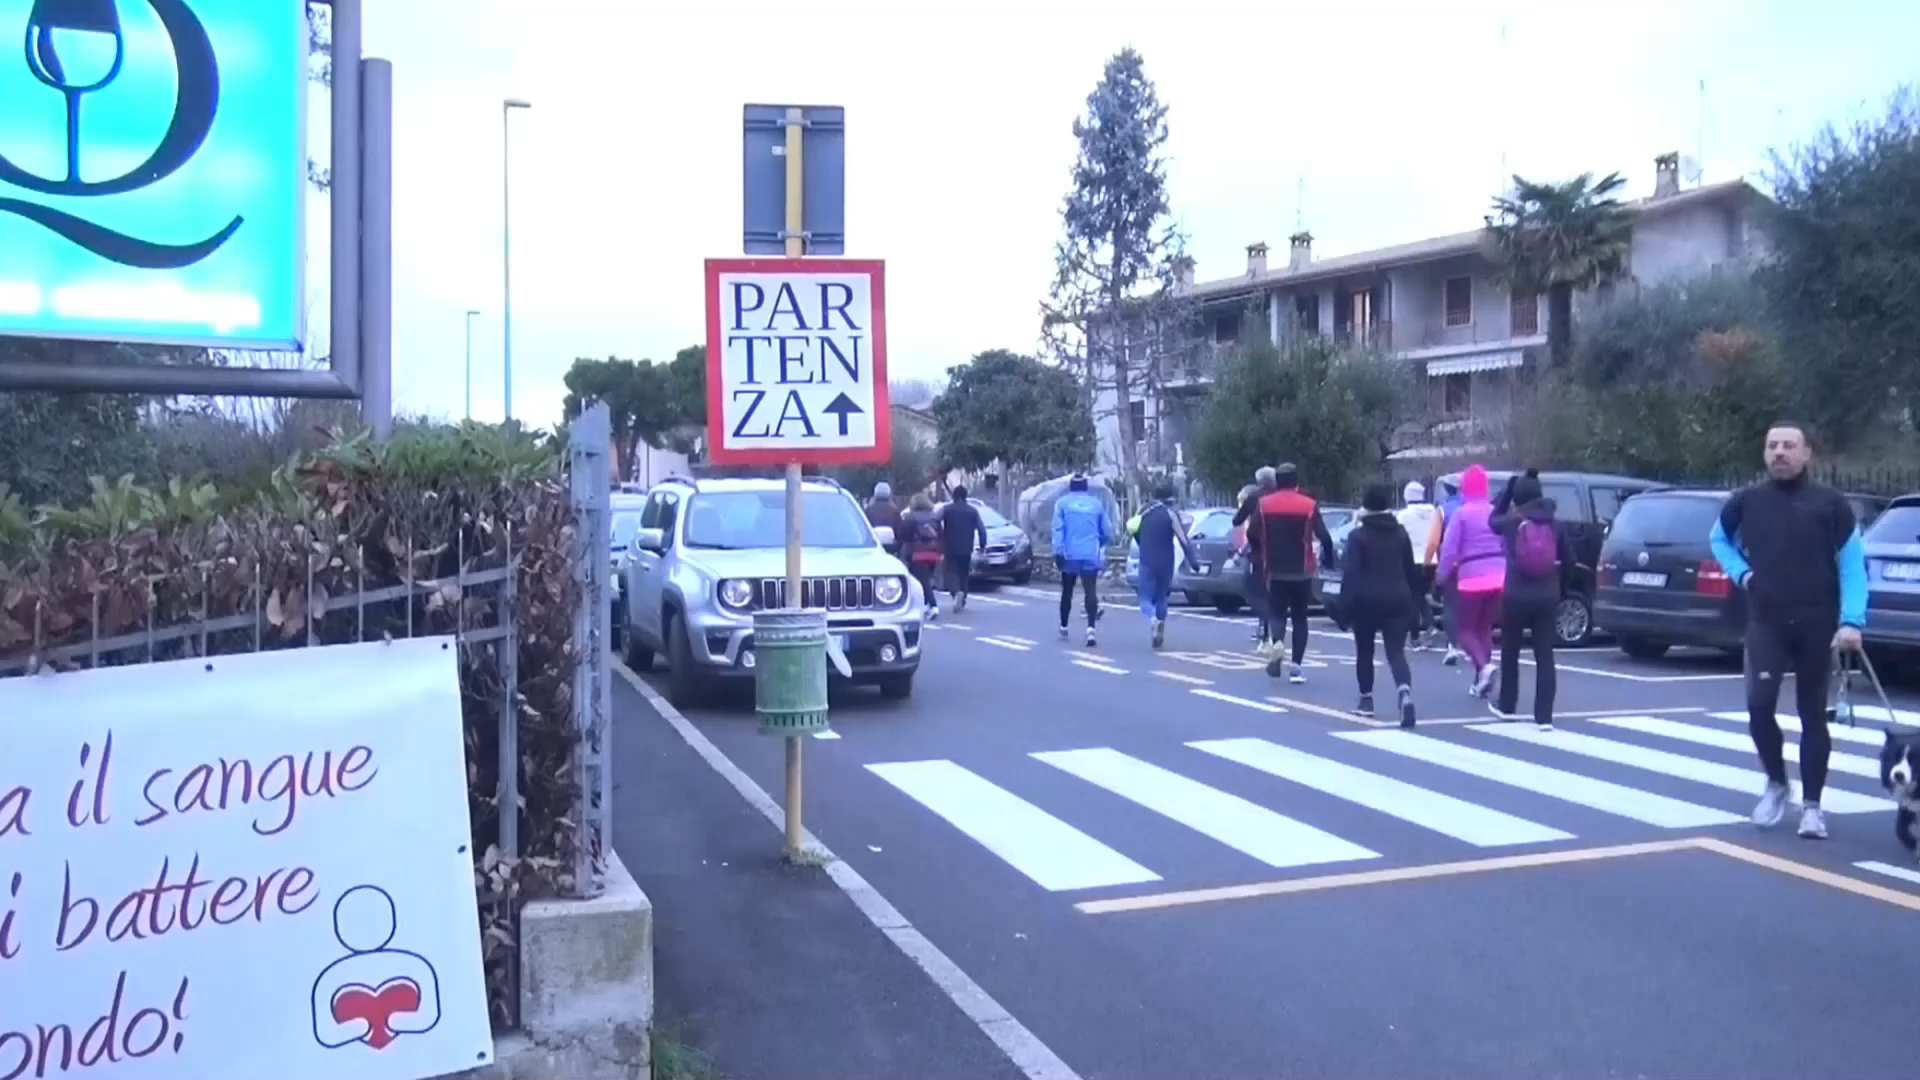 PAR
TEN
ZA
a il sangue
i battere
ondo!